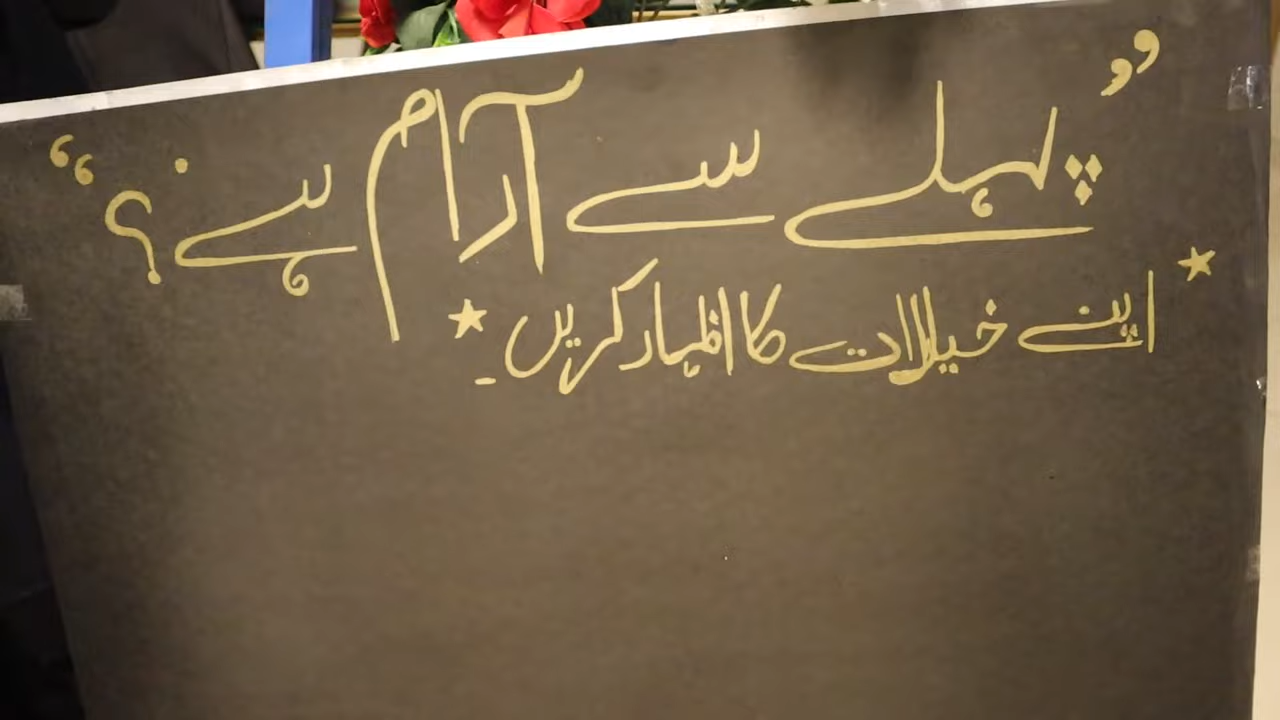 ”پہلے سے آرام ہے؟“
★ اپنے خیالات کا اظہار کریں۔ ★